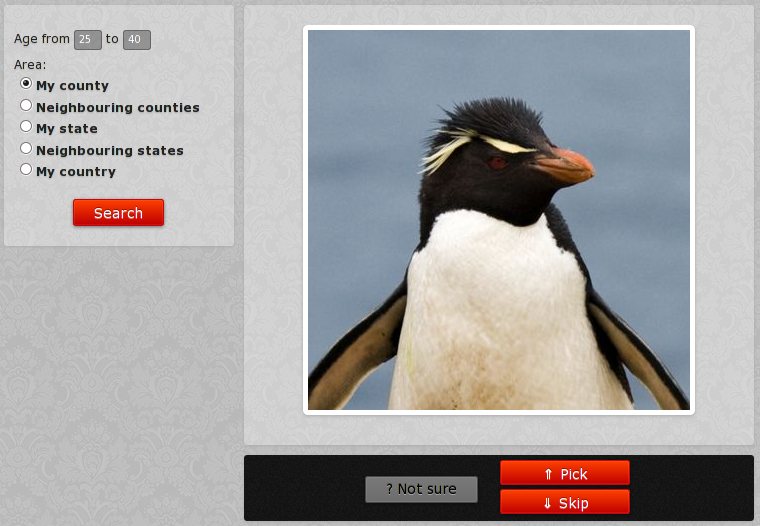 Age from 25 to 40
Area:
My county
Neighbouring counties
My state
Neighbouring states
My country
Search
? Not sure
⇑ Pick
⇓ Skip